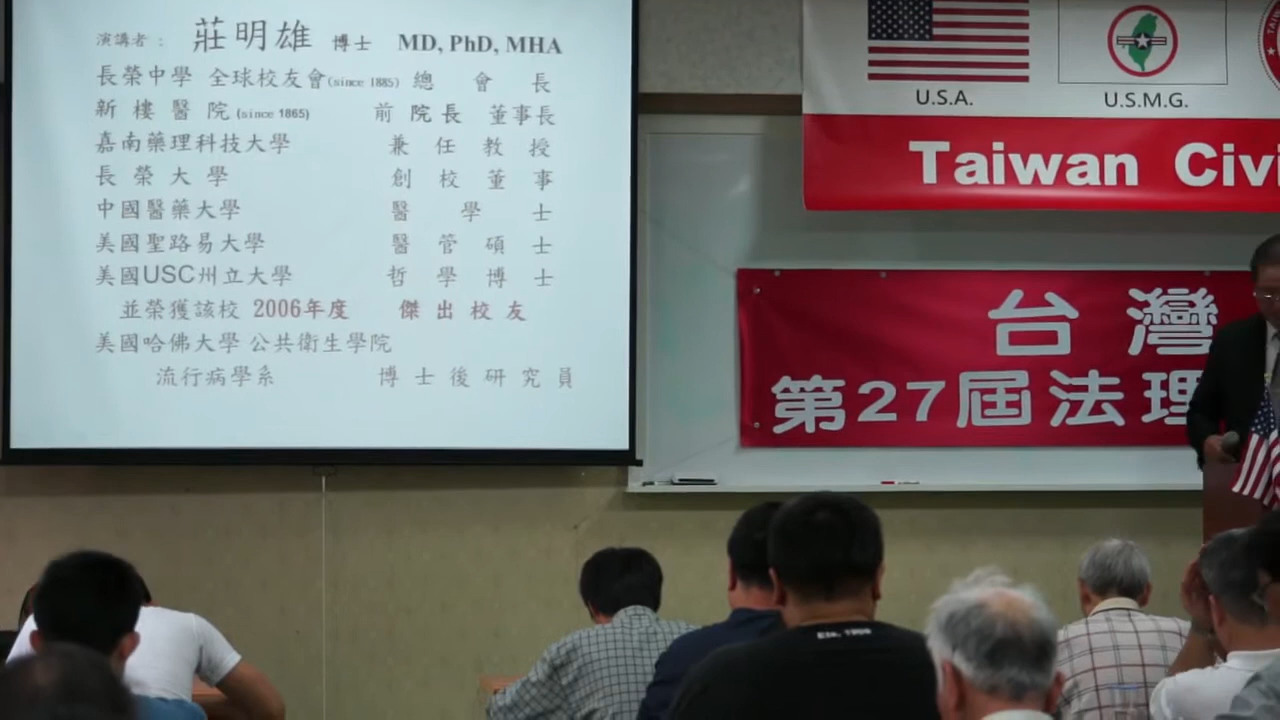 演講者： 莊明雄 博士 MD, PhD, MHA
長榮中學 全球校友會(since 1885) 總 會 長
新樓醫院 (since 1865) 前 院長 董事長
嘉南藥理科技大學 兼任教授
長榮大學 創校董事
中國醫藥大學 醫學士
美國聖路易大學 醫管碩士
美國USC州立大學 哲學博士
並榮獲該校 2006年度 傑出校友
美國哈佛大學 公共衛生學院
流行病學系 博士後研究員
U.S.A.
U.S.M.G.
Taiwan Civi
台灣
第27屆法理
Est. 1969